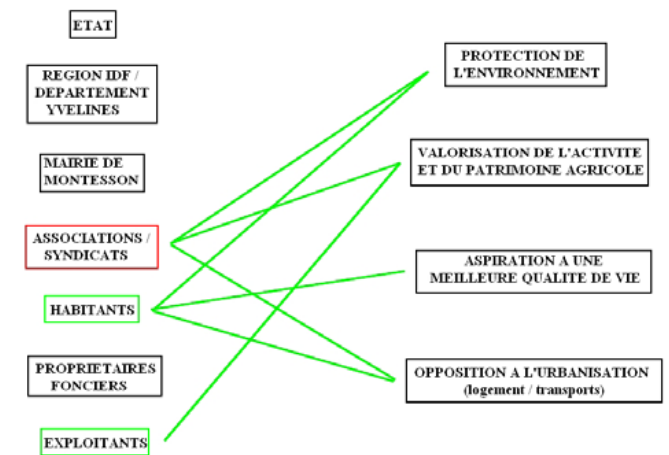 ETAT
REGION IDF /
DEPARTEMENT
YVELINES
MAIRIE DE
MONTESSON
ASSOCIATIONS /
SYNDICATS
HABITANTS
PROPRIETAIRES
FONCIERS
EXPLOITANTS
PROTECTION DE
L'ENVIRONNEMENT
VALORISATION DE L'ACTIVITE
ET DU PATRIMOINE AGRICOLE
ASPIRATION A UNE
MEILLEURE QUALITE DE VIE
OPPOSITION A L'URBANISATION
(logement / transports)